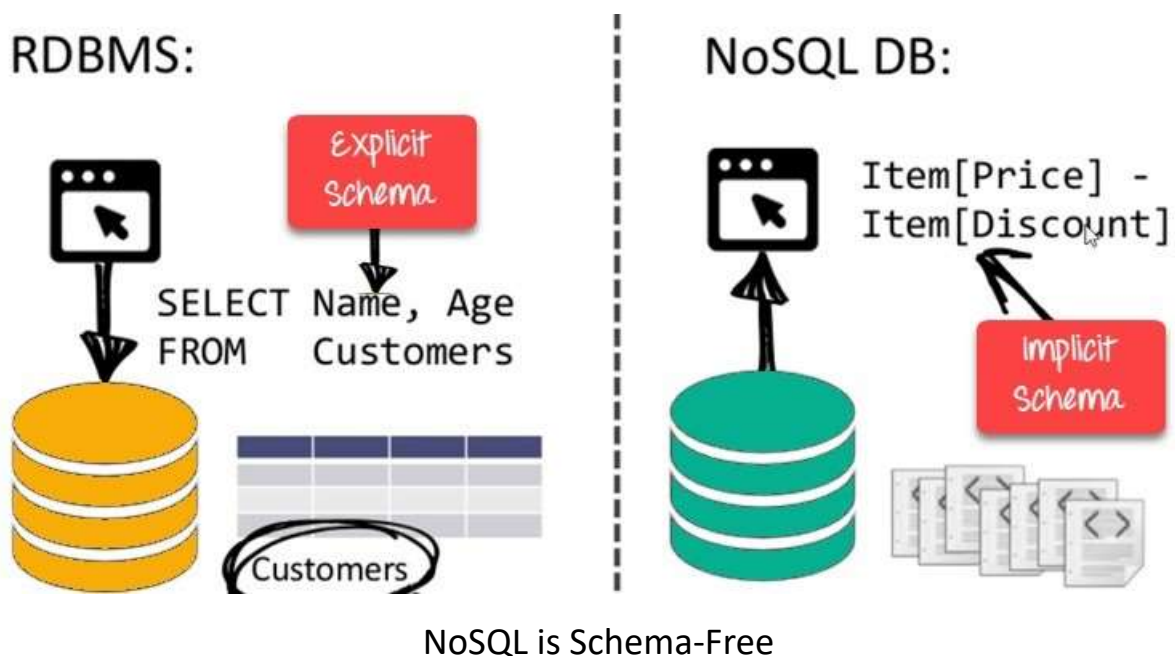 RDBMS:
Explicit
Schema
SELECT Name, Age
FROM Customers
Customers
NoSQL DB:
Item[Price] -
Item[Discount]
Implicit
Schema
NoSQL is Schema-Free